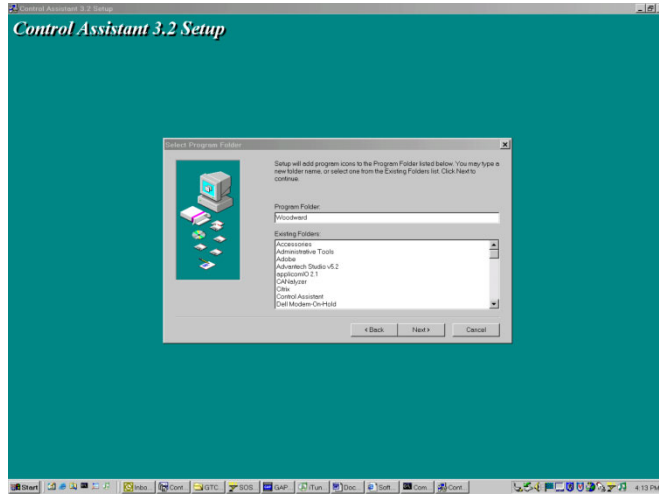 Control Assistant 3.2 Setup
Control Assistant 3.2 Setup
Select Program Folder
Setup will add program icons to the Program Folder listed below. You may type a
new folder name, or select one from the Existing Folders list. Click Next to
continue.
Program Folder:
Woodward
Existing Folders:
Accessories
Administrative Tools
Adobe
Advantech Studio v5.2
applicomIO 2.1
CANalyzer
Citrix
Control Assistant
Dell Modem-On-Hold
< Back
Next >
Cancel
Start
Inbo...
Cont...
GTC...
SOS...
GAP...
iTun...
Doc...
Soft...
Com...
Cont...
4:13 PM